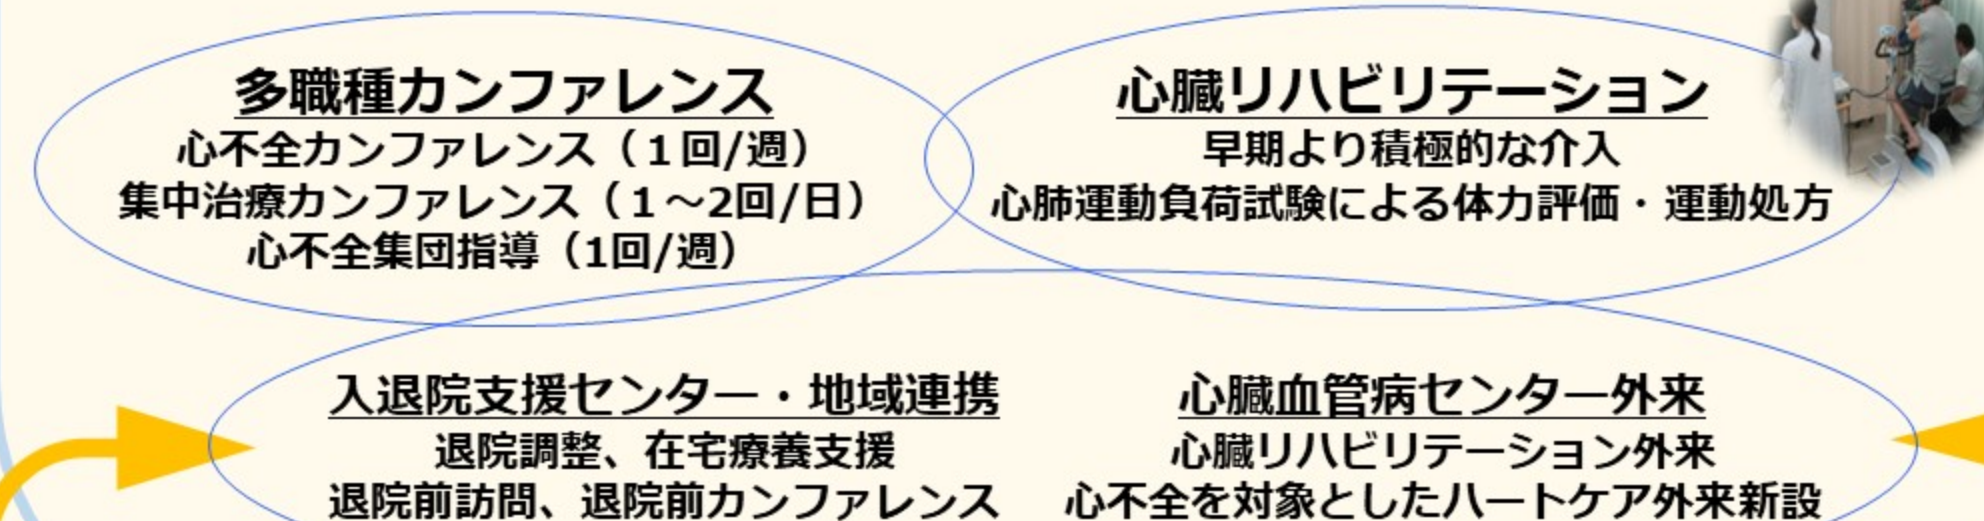 多職種カンファレンス
心不全カンファレンス（１回/週）
集中治療カンファレンス（１～2回/日）
心不全集団指導（1回/週）
心臓リハビリテーション
早期より積極的な介入
心肺運動負荷試験による体力評価・運動処方
入退院支援センター・地域連携
退院調整、在宅療養支援
退院前訪問、退院前カンファレンス
心臓血管病センター外来
心臓リハビリテーション外来
心不全を対象としたハートケア外来新設